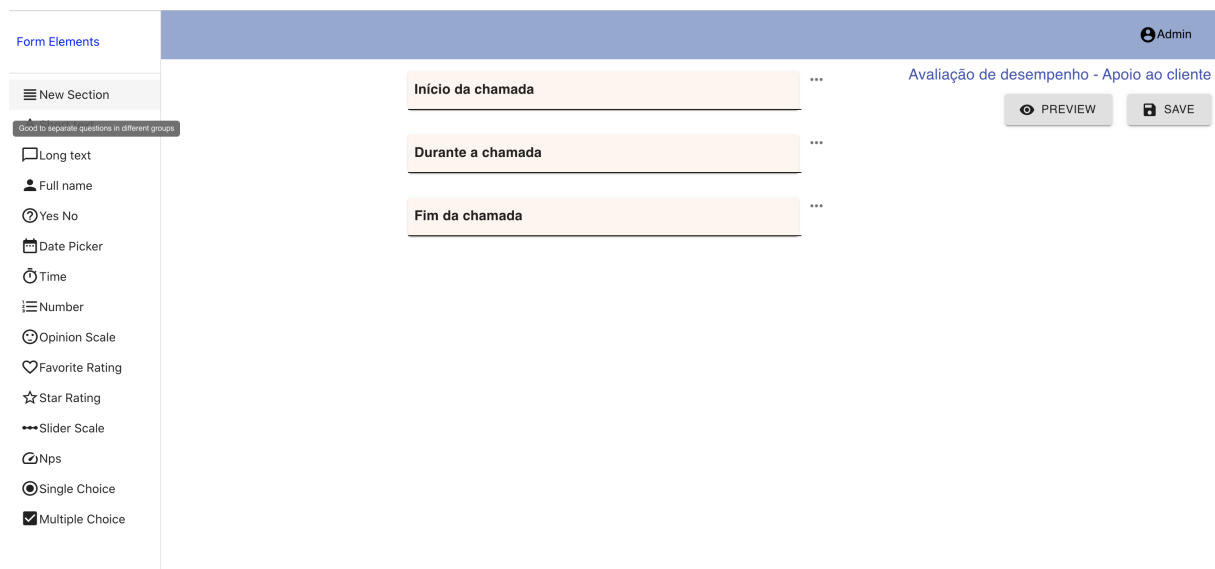 Form Elements
New Section
Good to separate questions in different groups
Long text
Full name
Yes No
Date Picker
Time
Number
Opinion Scale
Favorite Rating
Star Rating
Slider Scale
Nps
Single Choice
Multiple Choice
Admin
Início da chamada
Durante a chamada
Fim da chamada
Avaliação de desempenho - Apoio ao cliente
PREVIEW
SAVE